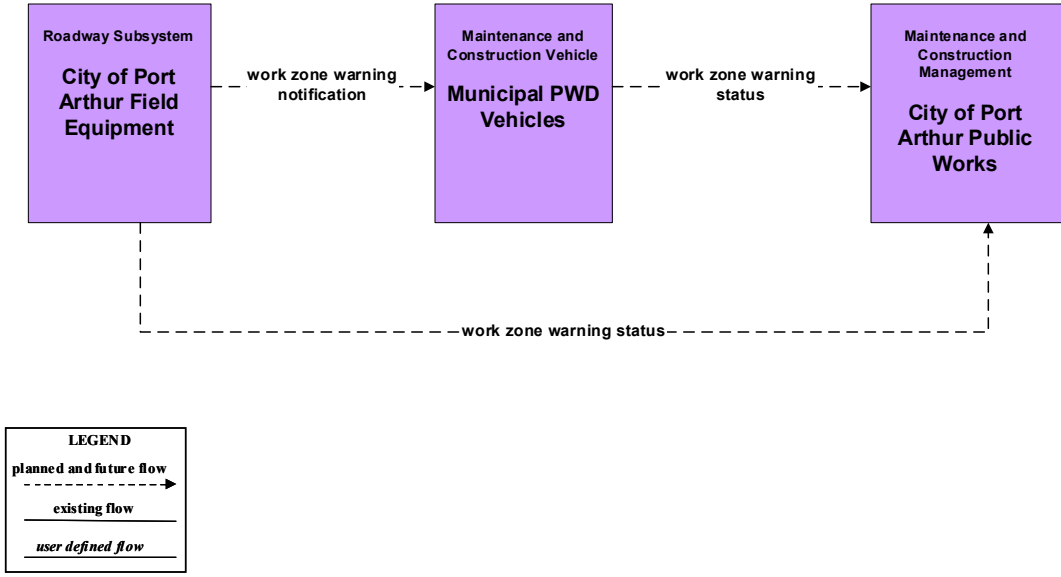 Roadway Subsystem
City of Port
Arthur Field
Equipment
work zone warning
notification
Maintenance and
Construction Vehicle
Municipal PWD
Vehicles
work zone warning
status
Maintenance and
Construction
Management
City of Port
Arthur Public
Works
work zone warning status
LEGEND
planned and future flow
existing flow
user defined flow